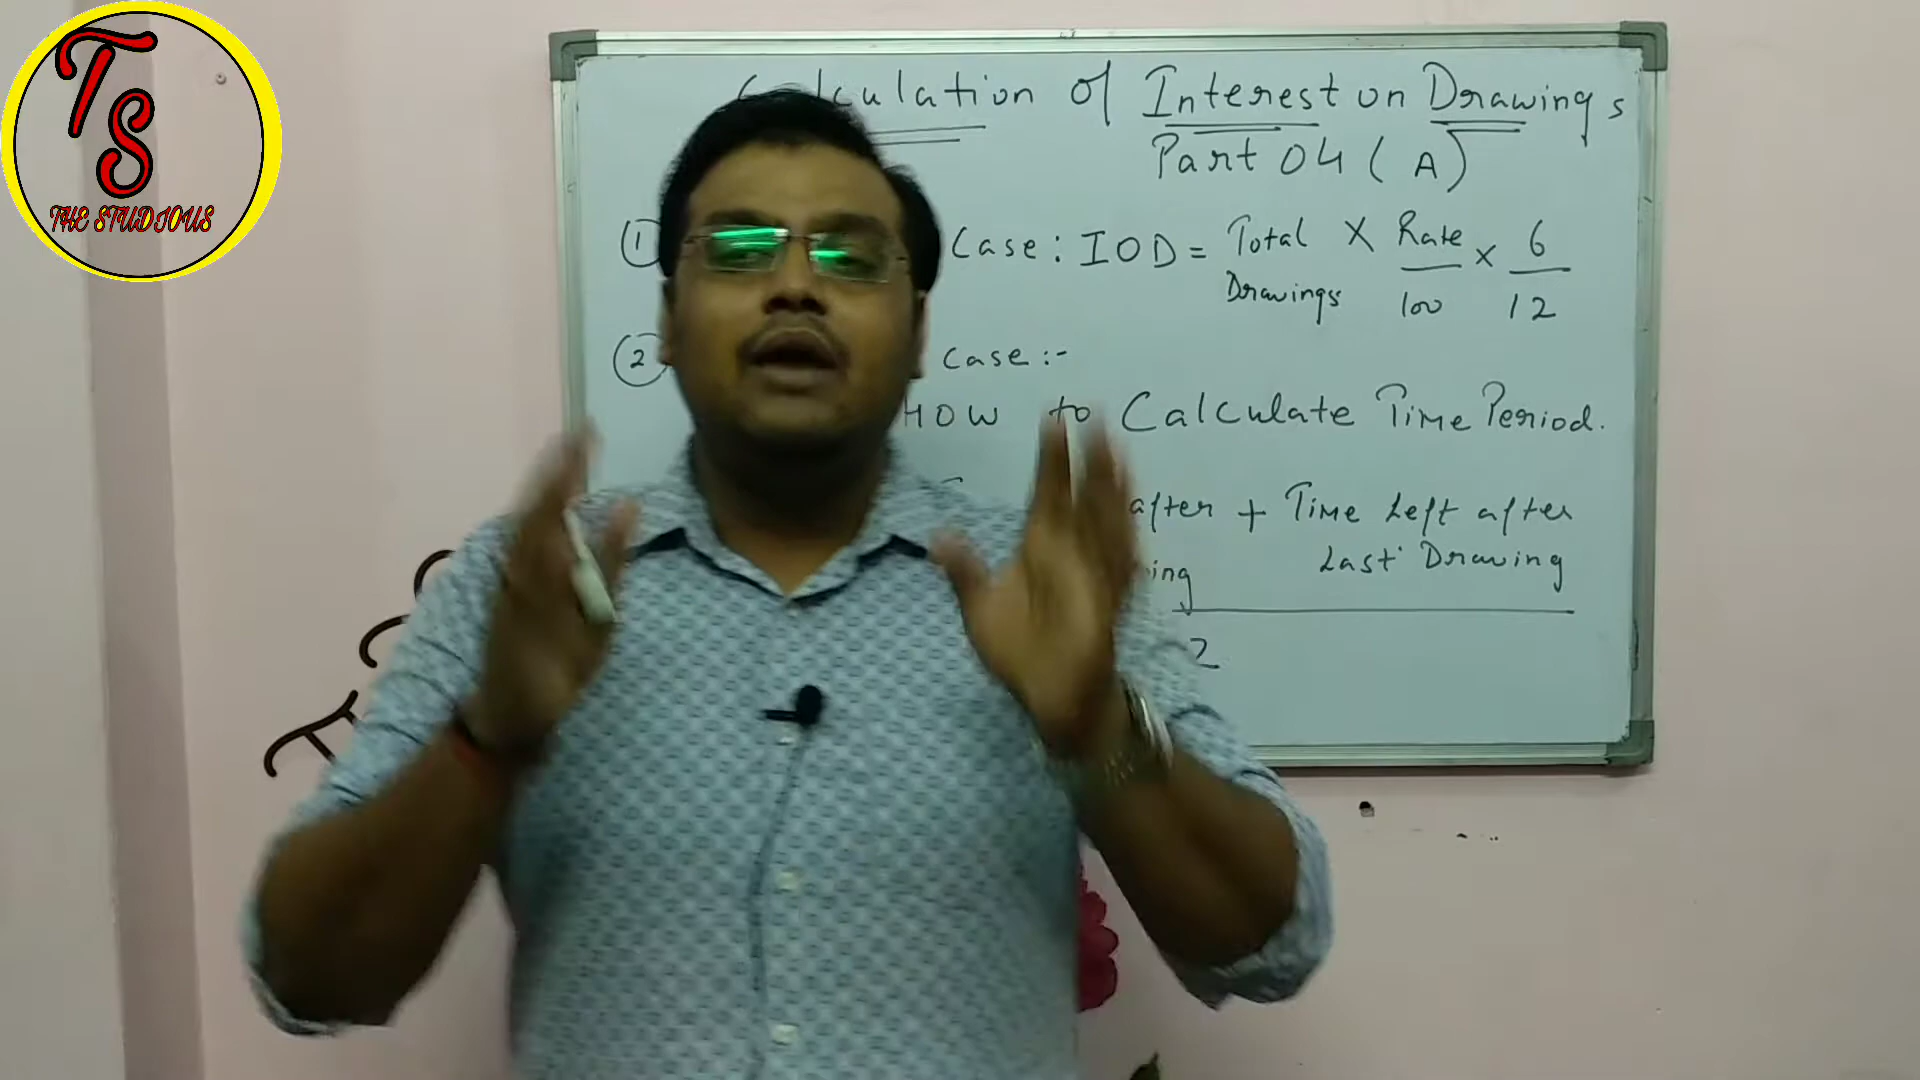 TS
THE STUDIOUS
Calculation of Interest on Drawings
Part 04 (A)
1 Case: IOD = Total Drawings X Rate/100 x 6/12
2 Case :-
How to Calculate Time Period.
after + Time Left after
Last Drawing
2